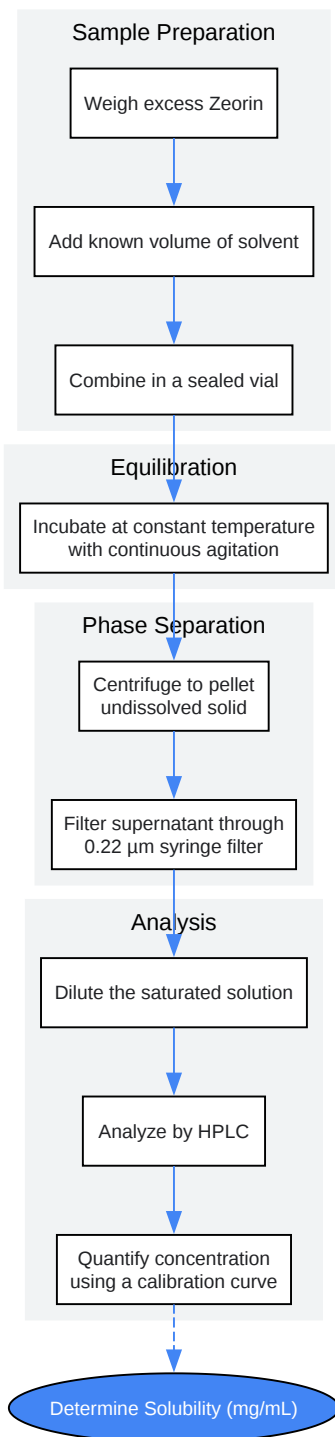 Sample Preparation
Weigh excess Zeorin
Add known volume of solvent
Combine in a sealed vial
Equilibration
Incubate at constant temperature
with continuous agitation
Phase Separation
Centrifuge to pellet
undissolved solid
Filter supernatant through
0.22 µm syringe filter
Analysis
Dilute the saturated solution
Analyze by HPLC
Quantify concentration
using a calibration curve
Determine Solubility (mg/mL)